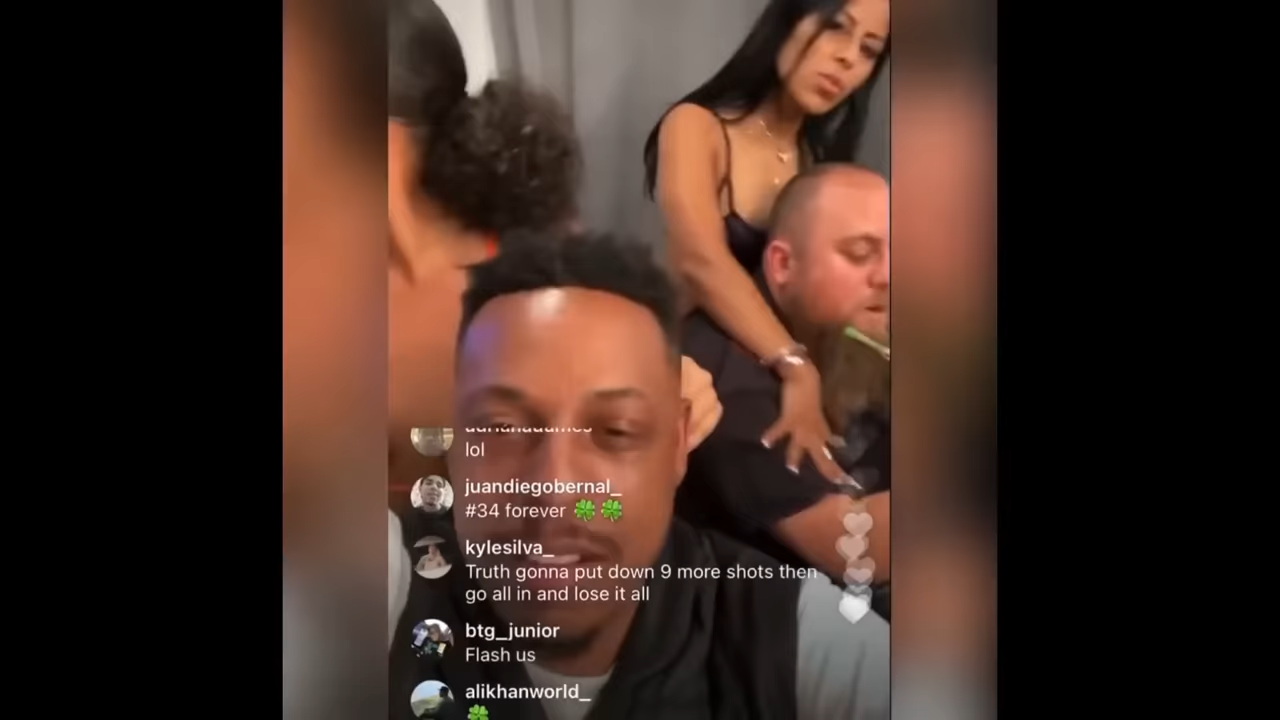 lol
juandiegobernal_
#34 forever 🍀🍀
kylesilva_
Truth gonna put down 9 more shots then
go all in and lose it all
btg_junior
Flash us
alikhanworld_
🍀